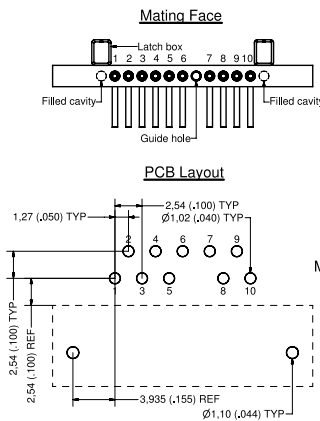 Mating Face
Latch box
1 2 3 4 5 6 7 8 9 10
Filled cavity
Filled cavity
Guide hole
PCB Layout
2,54 (.100) TYP
1,27 (.050) TYP
Ø1,02 (.040) TYP
2 4 6 7 9
1 3 5 8 10
M
2,54 (.100) TYP
2,54 (.100) REF
3,935 (.155) REF
Ø1,10 (.044) TYP